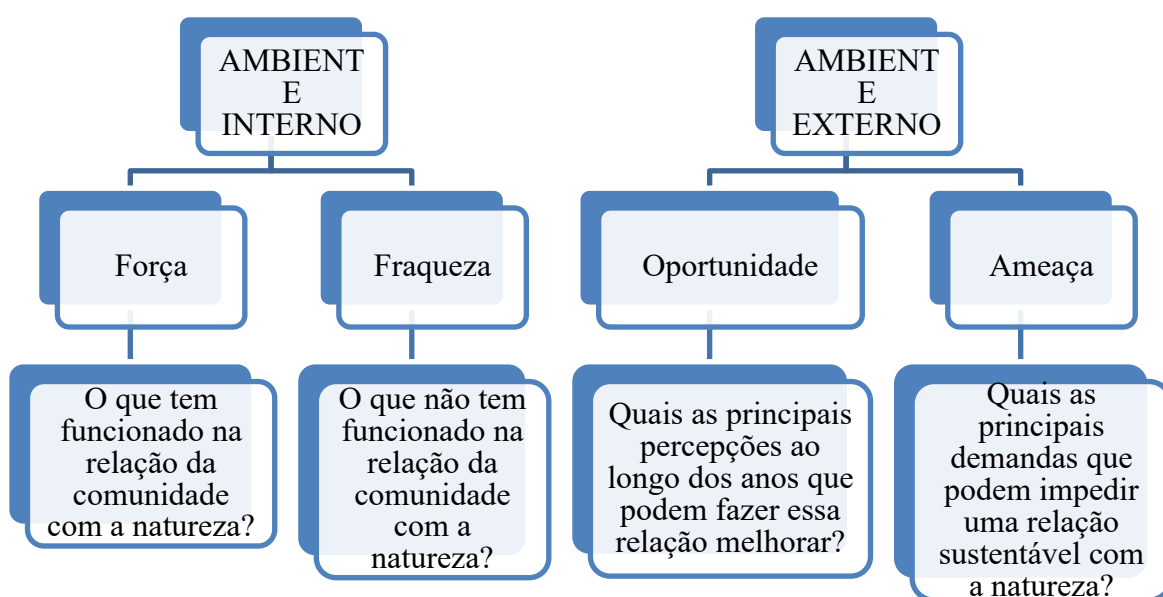 AMBIENT
E
INTERNO
AMBIENT
E
EXTERNO
Força
Fraqueza
Oportunidade
Ameaça
O que tem
funcionado na
relação da
comunidade
com a natureza?
O que não tem
funcionado na
relação da
comunidade
com a
natureza?
Quais as principais
percepções ao
longo dos anos que
podem fazer essa
relação melhorar?
Quais as
principais
demandas que
podem impedir
uma relação
sustentável com
a natureza?